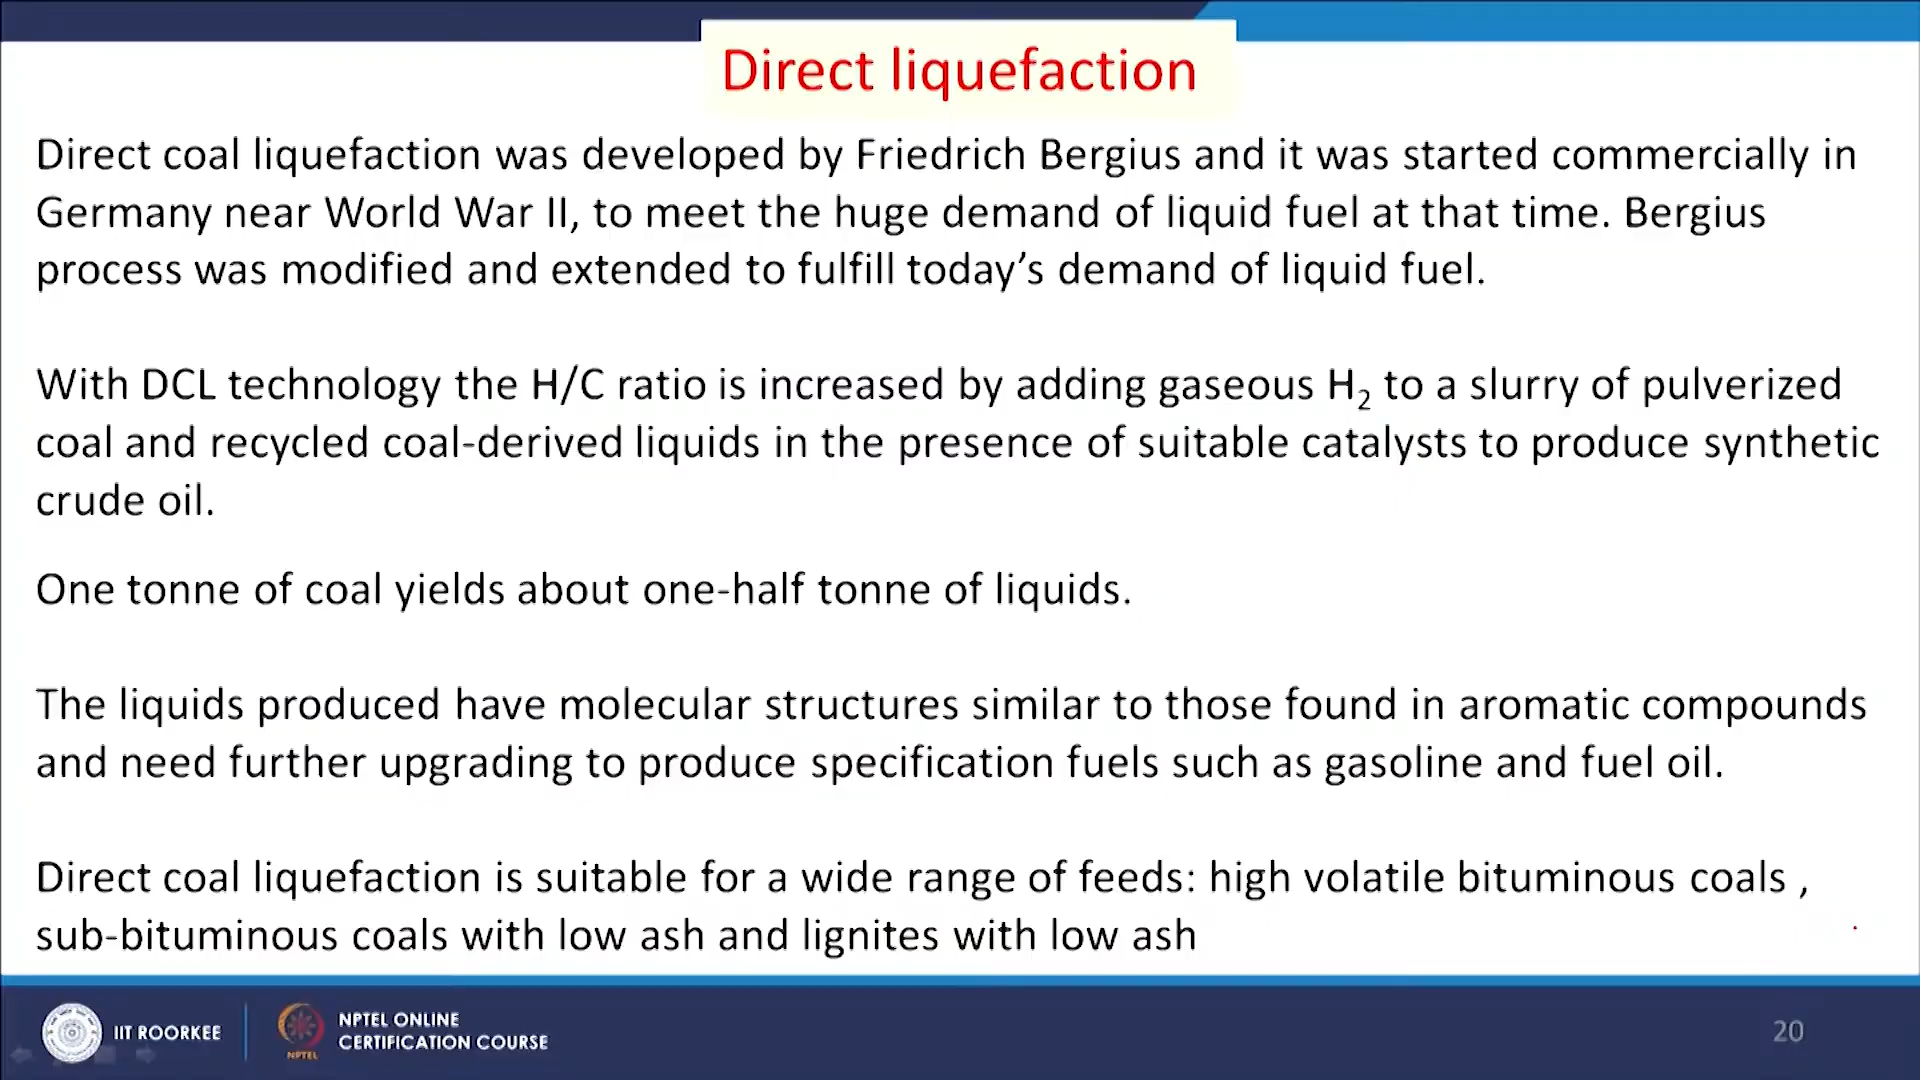 Direct liquefaction
Direct coal liquefaction was developed by Friedrich Bergius and it was started commercially in
Germany near World War II, to meet the huge demand of liquid fuel at that time. Bergius
process was modified and extended to fulfill today’s demand of liquid fuel.
With DCL technology the H/C ratio is increased by adding gaseous H₂ to a slurry of pulverized
coal and recycled coal-derived liquids in the presence of suitable catalysts to produce synthetic
crude oil.
One tonne of coal yields about one-half tonne of liquids.
The liquids produced have molecular structures similar to those found in aromatic compounds
and need further upgrading to produce specification fuels such as gasoline and fuel oil.
Direct coal liquefaction is suitable for a wide range of feeds: high volatile bituminous coals ,
sub-bituminous coals with low ash and lignites with low ash
IIT ROORKEE
NPTEL
NPTEL ONLINE
CERTIFICATION COURSE
20